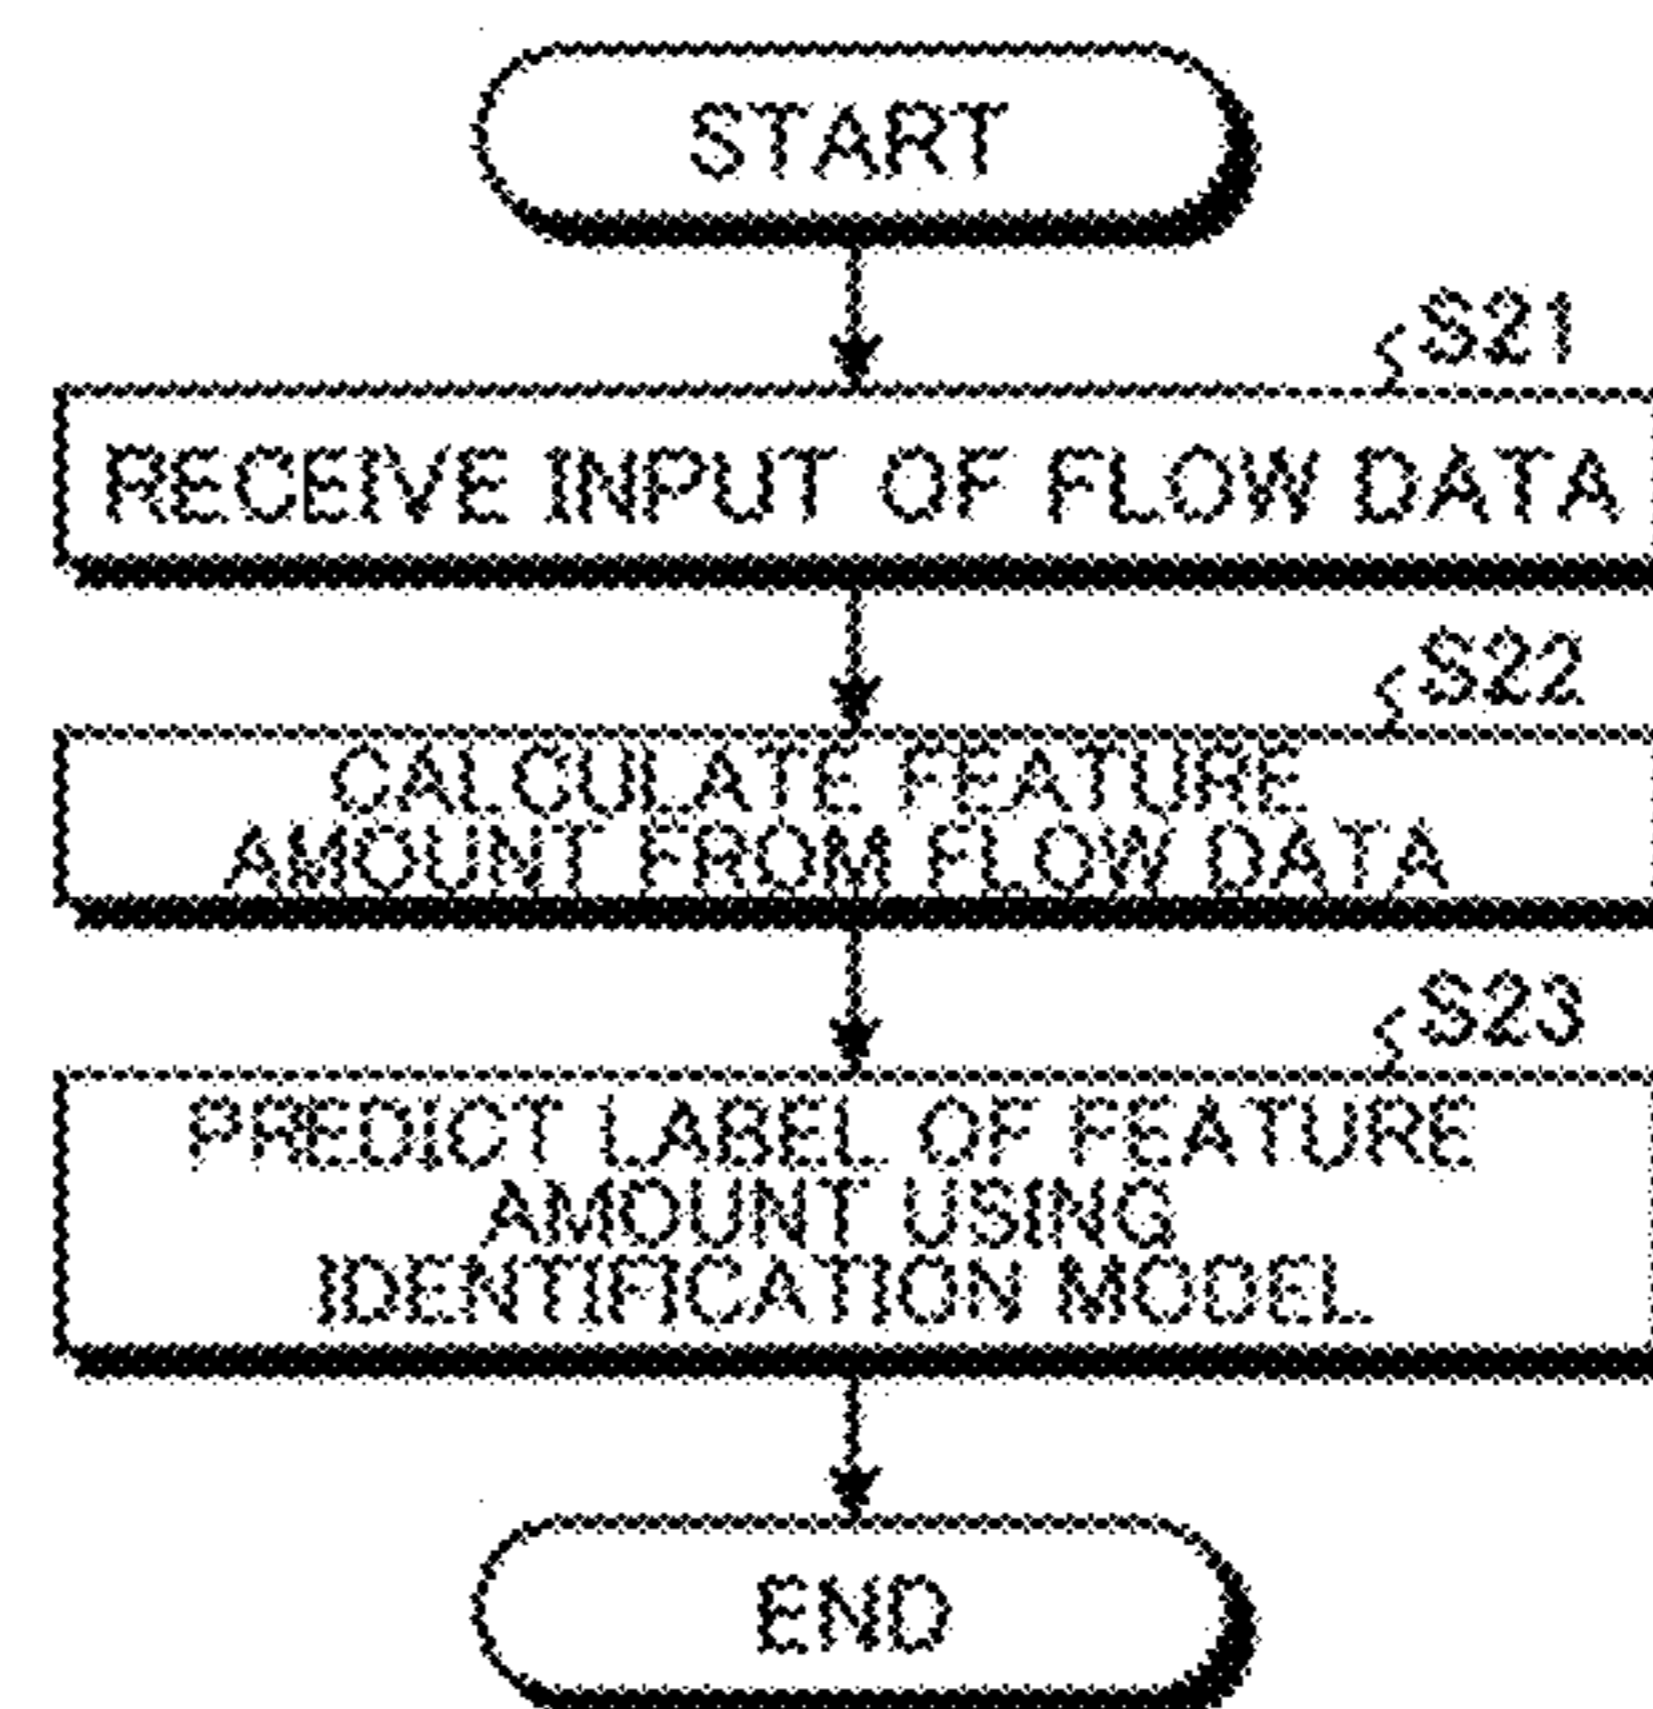 START
S21
RECEIVE INPUT OF FLOW DATA
S22
CALCULATE FEATURE
AMOUNT FROM FLOW DATA
S23
PREDICT LABEL OF FEATURE
AMOUNT USING
IDENTIFICATION MODEL
END